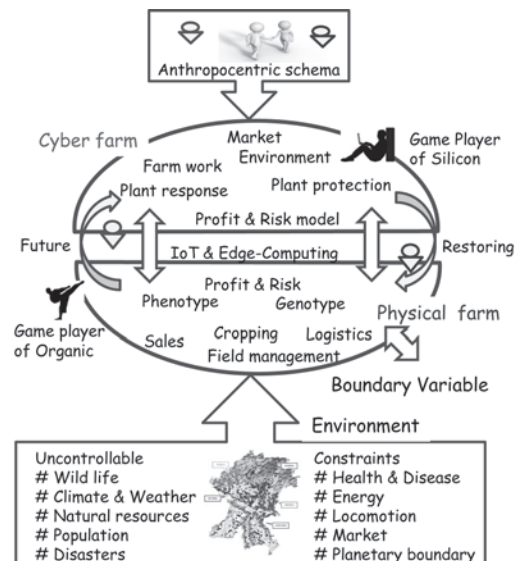 Anthropocentric schema
Cyber farm
Market
Environment
Game Player
of Silicon
Farm work
Plant response
Plant protection
Profit & Risk model
Future
IoT & Edge-Computing
Restoring
Profit & Risk
Phenotype
Genotype
Physical farm
Game player
of Organic
Sales
Cropping
Logistics
Field management
Boundary Variable
Environment
Uncontrollable
# Wild life
# Climate & Weather
# Natural resources
# Population
# Disasters
Constraints
# Health & Disease
# Energy
# Locomotion
# Market
# Planetary boundary